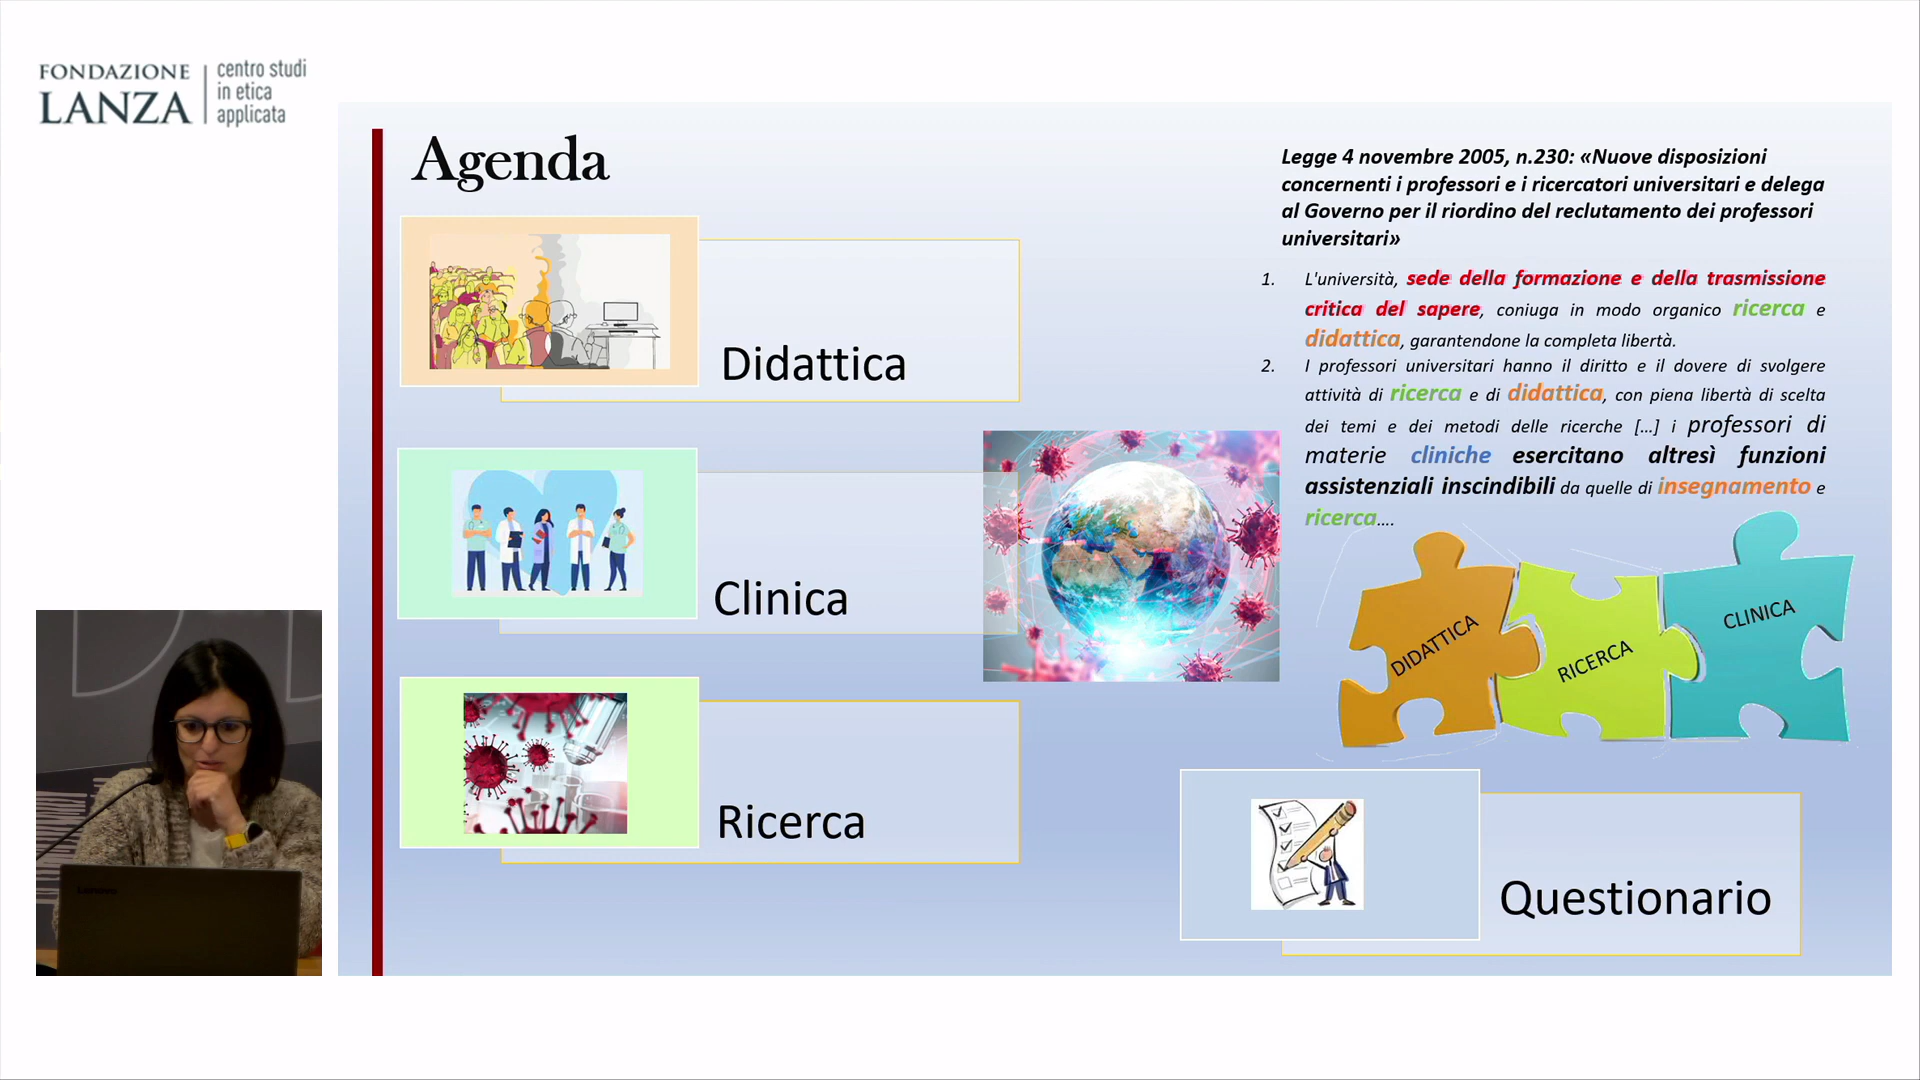 FONDAZIONE
LANZA
centro studi
in etica
applicata
Agenda
Didattica
Clinica
Ricerca
Legge 4 novembre 2005, n.230: «Nuove disposizioni
concernenti i professori e i ricercatori universitari e delega
al Governo per il riordino del reclutamento dei professori
universitari»
1. L'università, sede della formazione e della trasmissione
critica del sapere, coniuga in modo organico ricerca e
didattica, garantendone la completa libertà.
2. I professori universitari hanno il diritto e il dovere di svolgere
attività di ricerca e di didattica, con piena libertà di scelta
dei temi e dei metodi delle ricerche [...] i professori di
materie cliniche esercitano altresì funzioni
assistenziali inscindibili da quelle di insegnamento e
ricerca....
DIDATTICA
RICERCA
CLINICA
Questionario
Lenovo